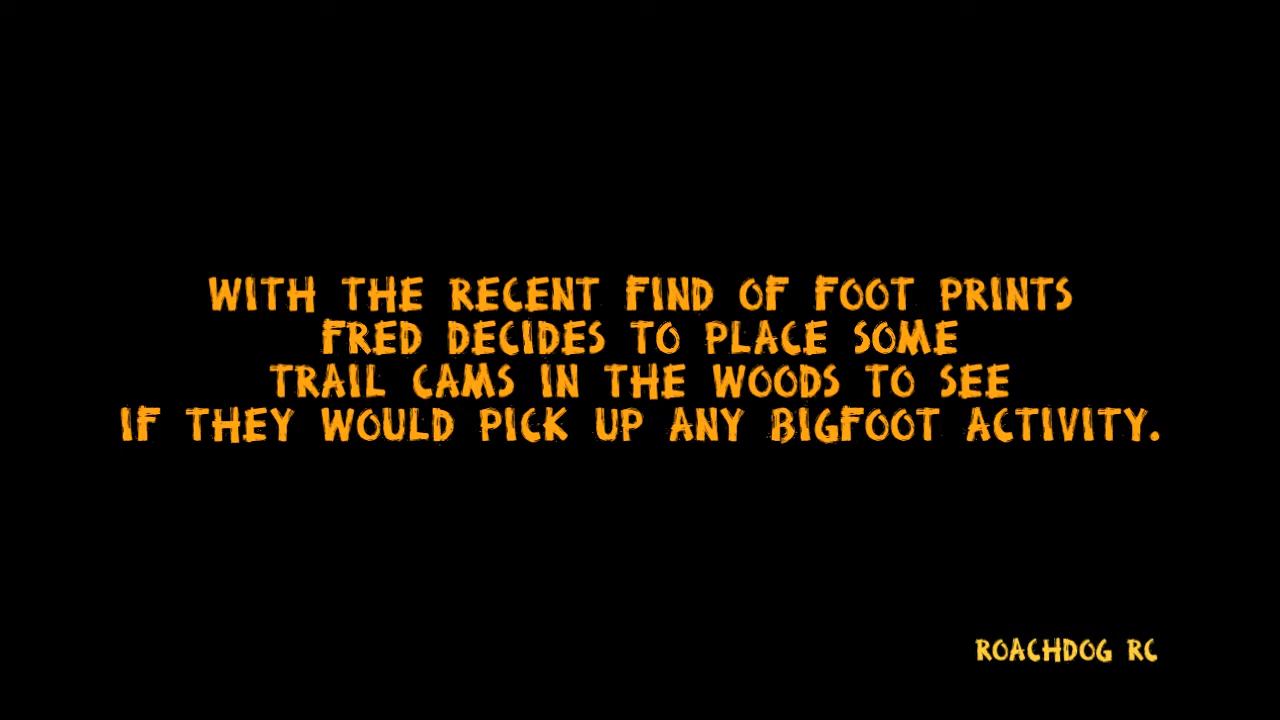 WITH THE RECENT FIND OF FOOT PRINTS
FRED DECIDES TO PLACE SOME
TRAIL CAMS IN THE WOODS TO SEE
IF THEY WOULD PICK UP ANY BIGFOOT ACTIVITY.
ROACHDOG RC